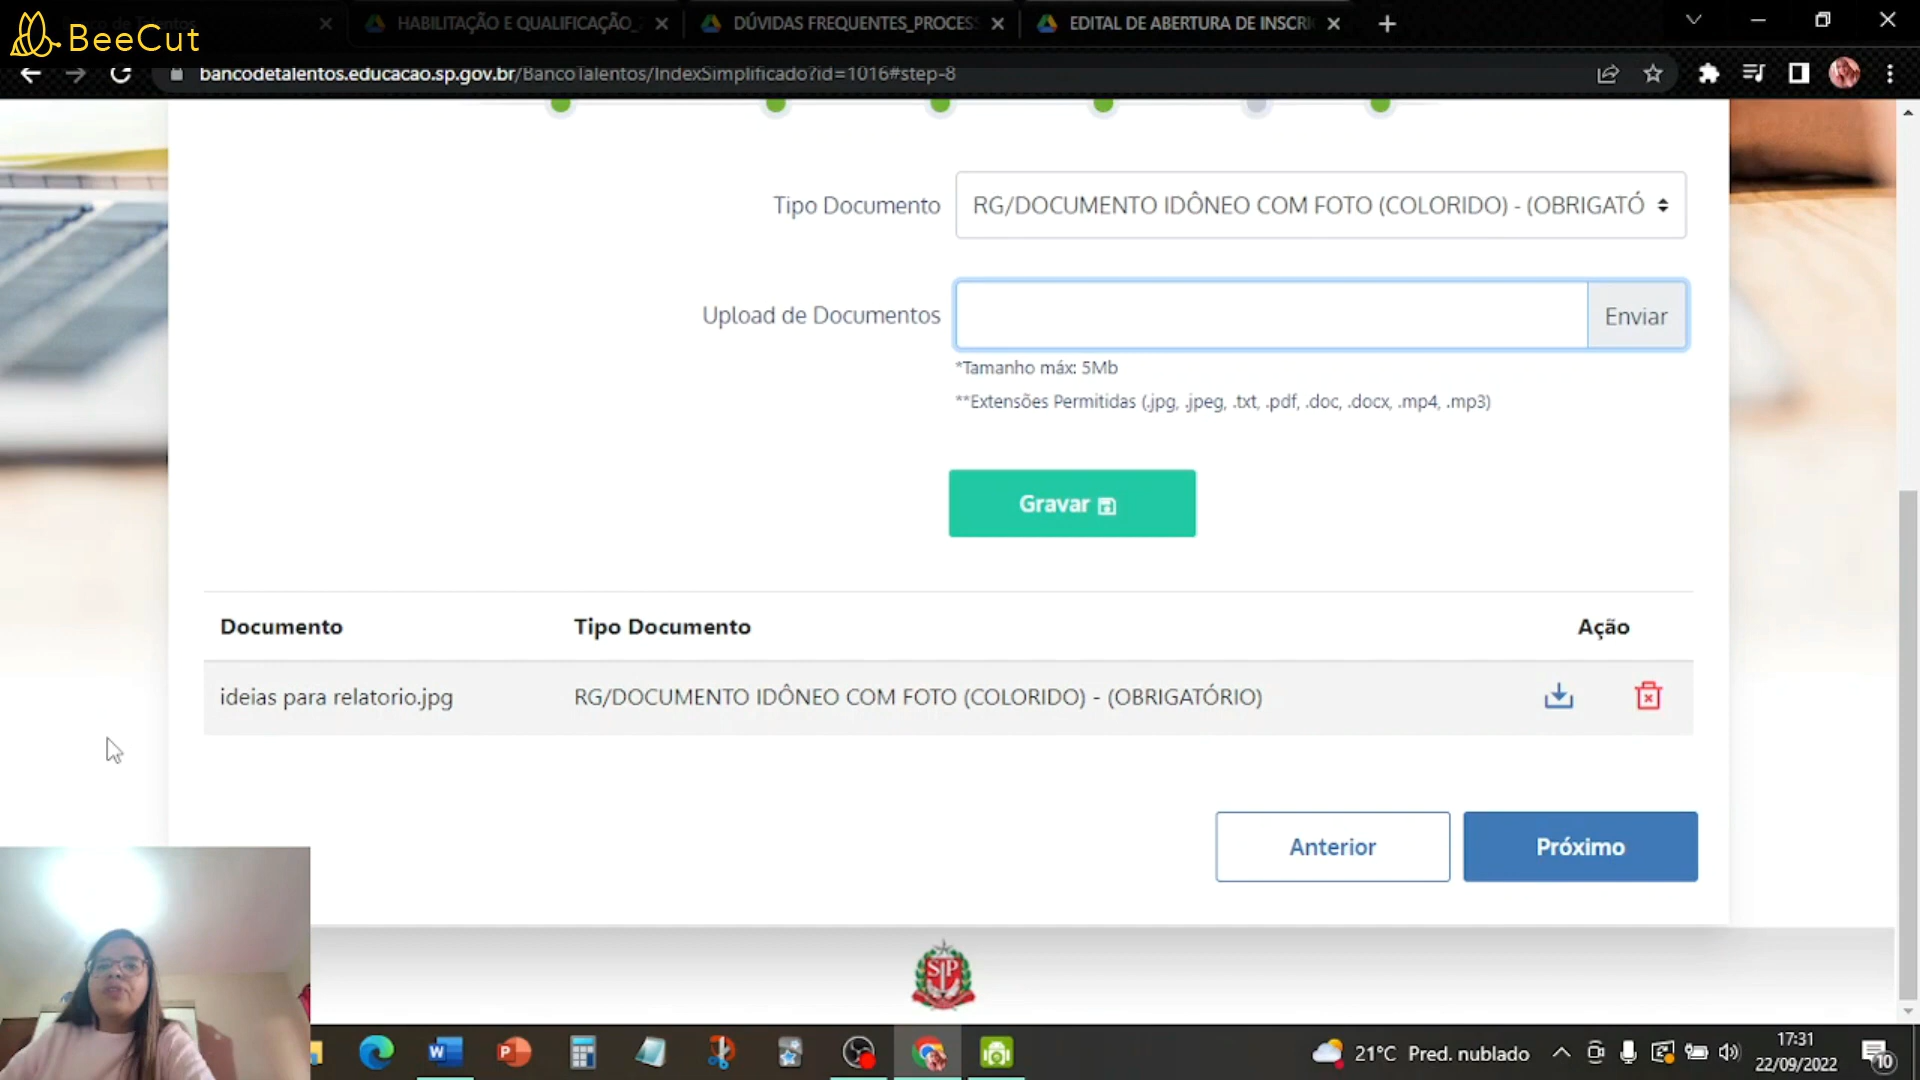 BeeCut
HABILITAÇÃO E QUALIFICAÇÃO_
DÚVIDAS FREQUENTES_PROCES
EDITAL DE ABERTURA DE INSCRI
bancodetalentos.educacao.sp.gov.br/BancoTalentos/IndexSimplificado?id=1016#step-8
Tipo Documento
RG/DOCUMENTO IDÔNEO COM FOTO (COLORIDO) - (OBRIGATÓ
Upload de Documentos
Enviar
*Tamanho máx: 5Mb
**Extensões Permitidas (.jpg, .jpeg, .txt, .pdf, .doc, .docx, .mp4, .mp3)
Gravar
Documento Tipo Documento Ação
ideias para relatorio.jpg RG/DOCUMENTO IDÔNEO COM FOTO (COLORIDO) - (OBRIGATÓRIO)
Anterior
Próximo
SP
21°C Pred. nublado
17:31
22/09/2022
10